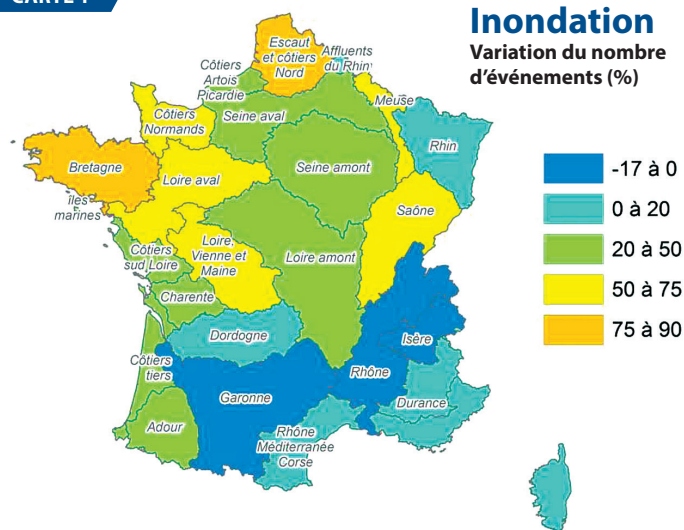 CARTE 1
Inondation
Variation du nombre
d'événements (%)
-17 à 0
0 à 20
20 à 50
50 à 75
75 à 90
Escaut
et côtiers
Nord
Affluents
du Rhin
Côtiers
Artois
Picardie
Meuse
Côtiers
Normands
Seine aval
Rhin
Bretagne
Loire aval
Seine amont
îles
marines
Saône
Côtiers
sud Loire
Loire,
Vienne et
Maine
Loire amont
Charente
Dordogne
Isère
Côtiers
tiers
Rhône
Garonne
Durance
Adour
Rhône
Méditerranée
Corse